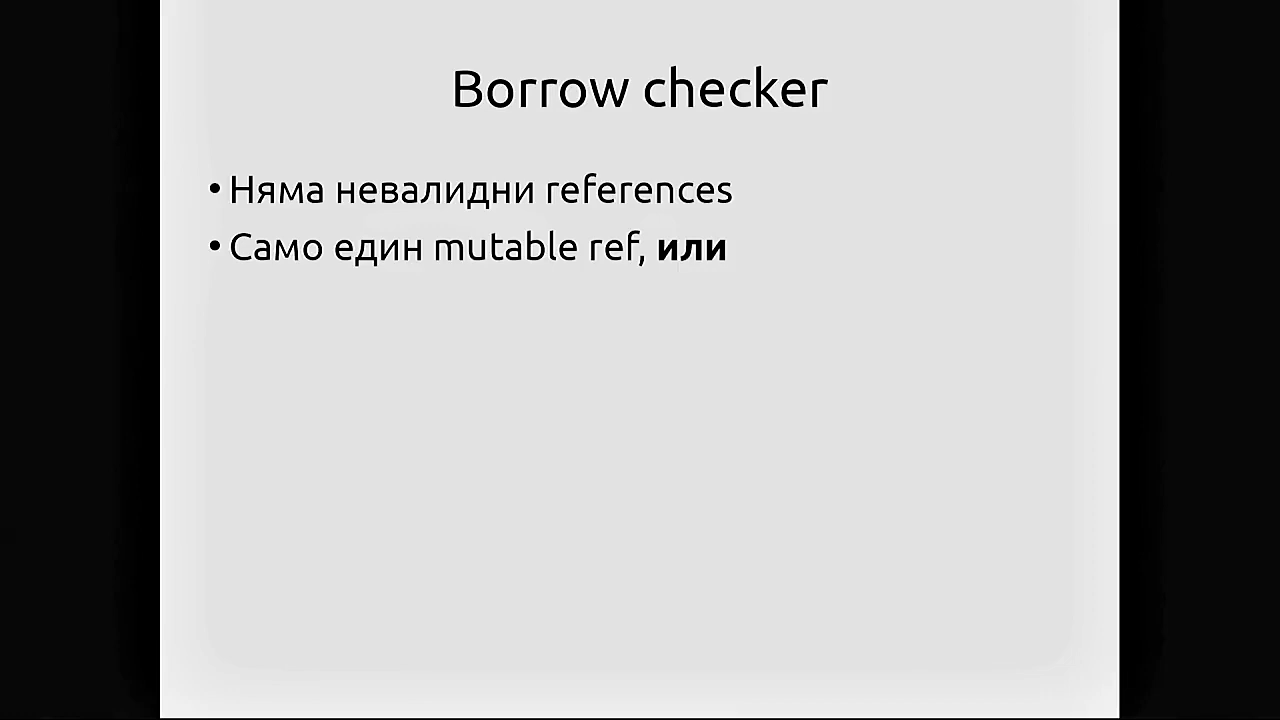 Borrow checker
• Няма невалидни references
• Само един mutable ref, или